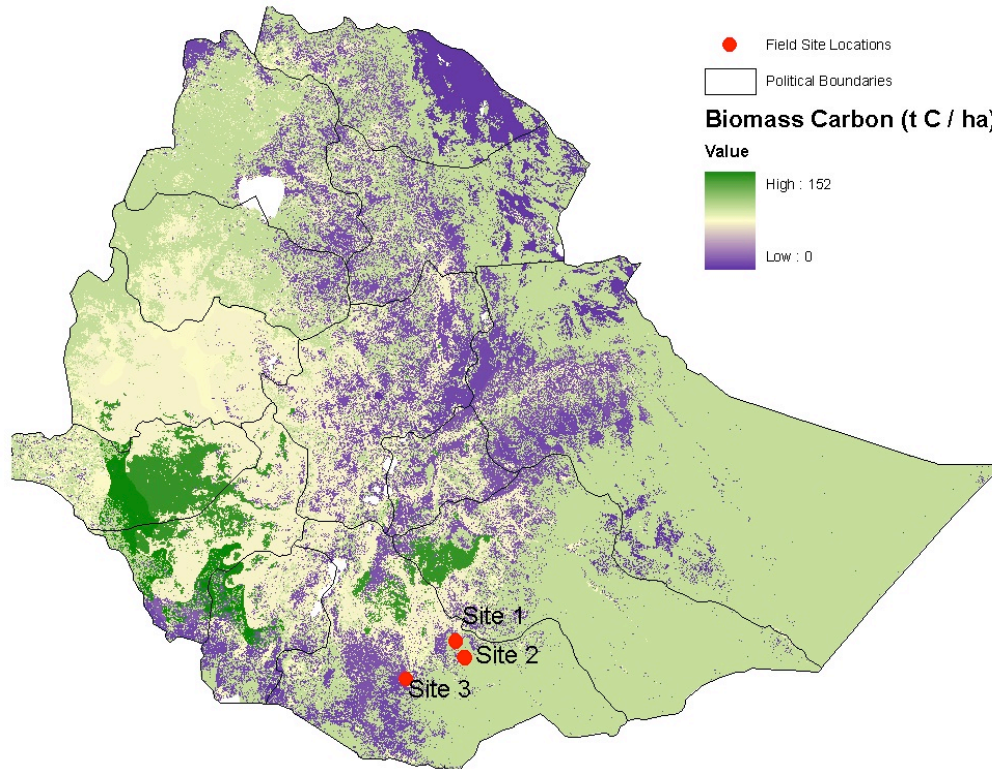 Field Site Locations
Political Boundaries
Biomass Carbon (t C / ha)
Value
High : 152
Low : 0
Site 1
Site 2
Site 3